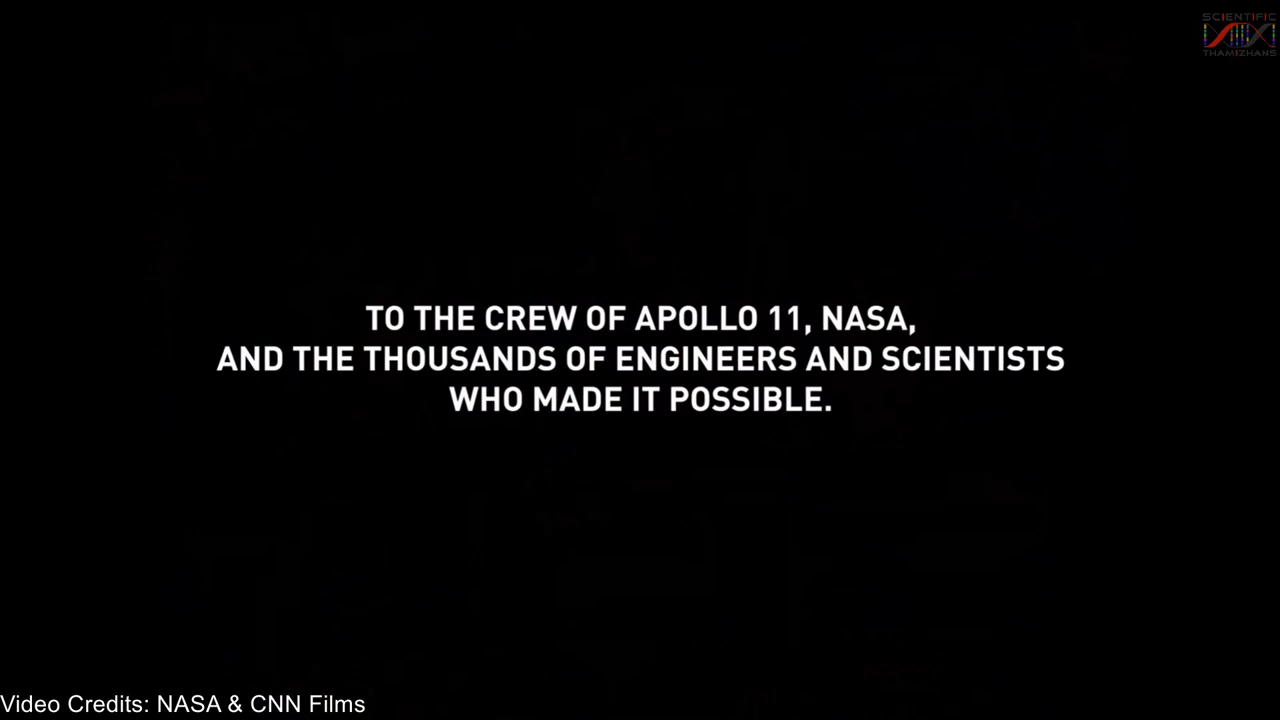 SCIENTIFIC
THAMIZHANS
TO THE CREW OF APOLLO 11, NASA,
AND THE THOUSANDS OF ENGINEERS AND SCIENTISTS
WHO MADE IT POSSIBLE.
Video Credits: NASA & CNN Films